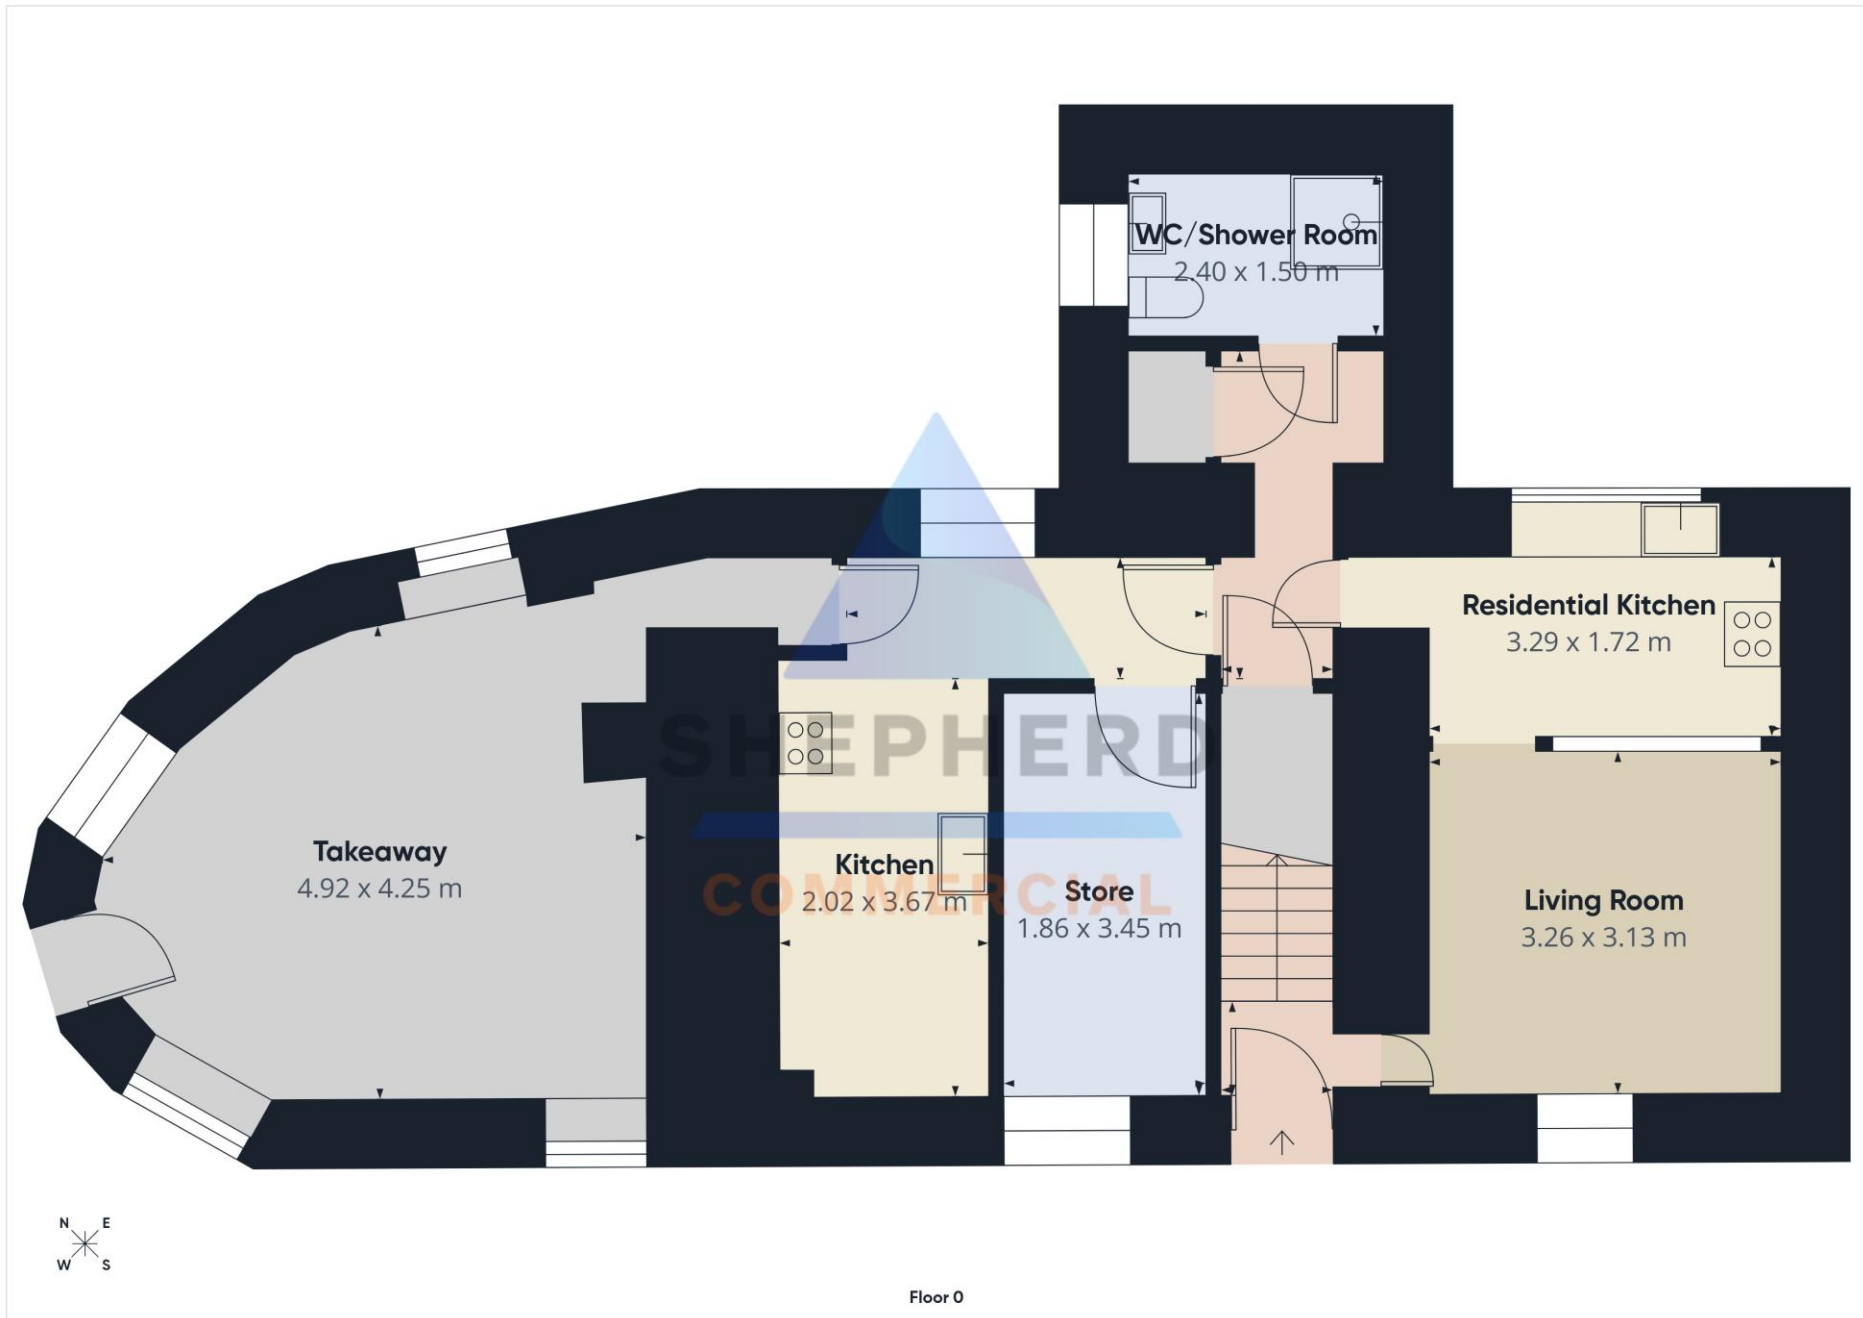 WC/Shower Room
2.40 x 1.50 m
Residential Kitchen
3.29 x 1.72 m
SHEPHERD
COMMERCIAL
Takeaway
4.92 x 4.25 m
Kitchen
2.02 x 3.67 m
Store
1.86 x 3.45 m
Living Room
3.26 x 3.13 m
N E
W S
Floor 0